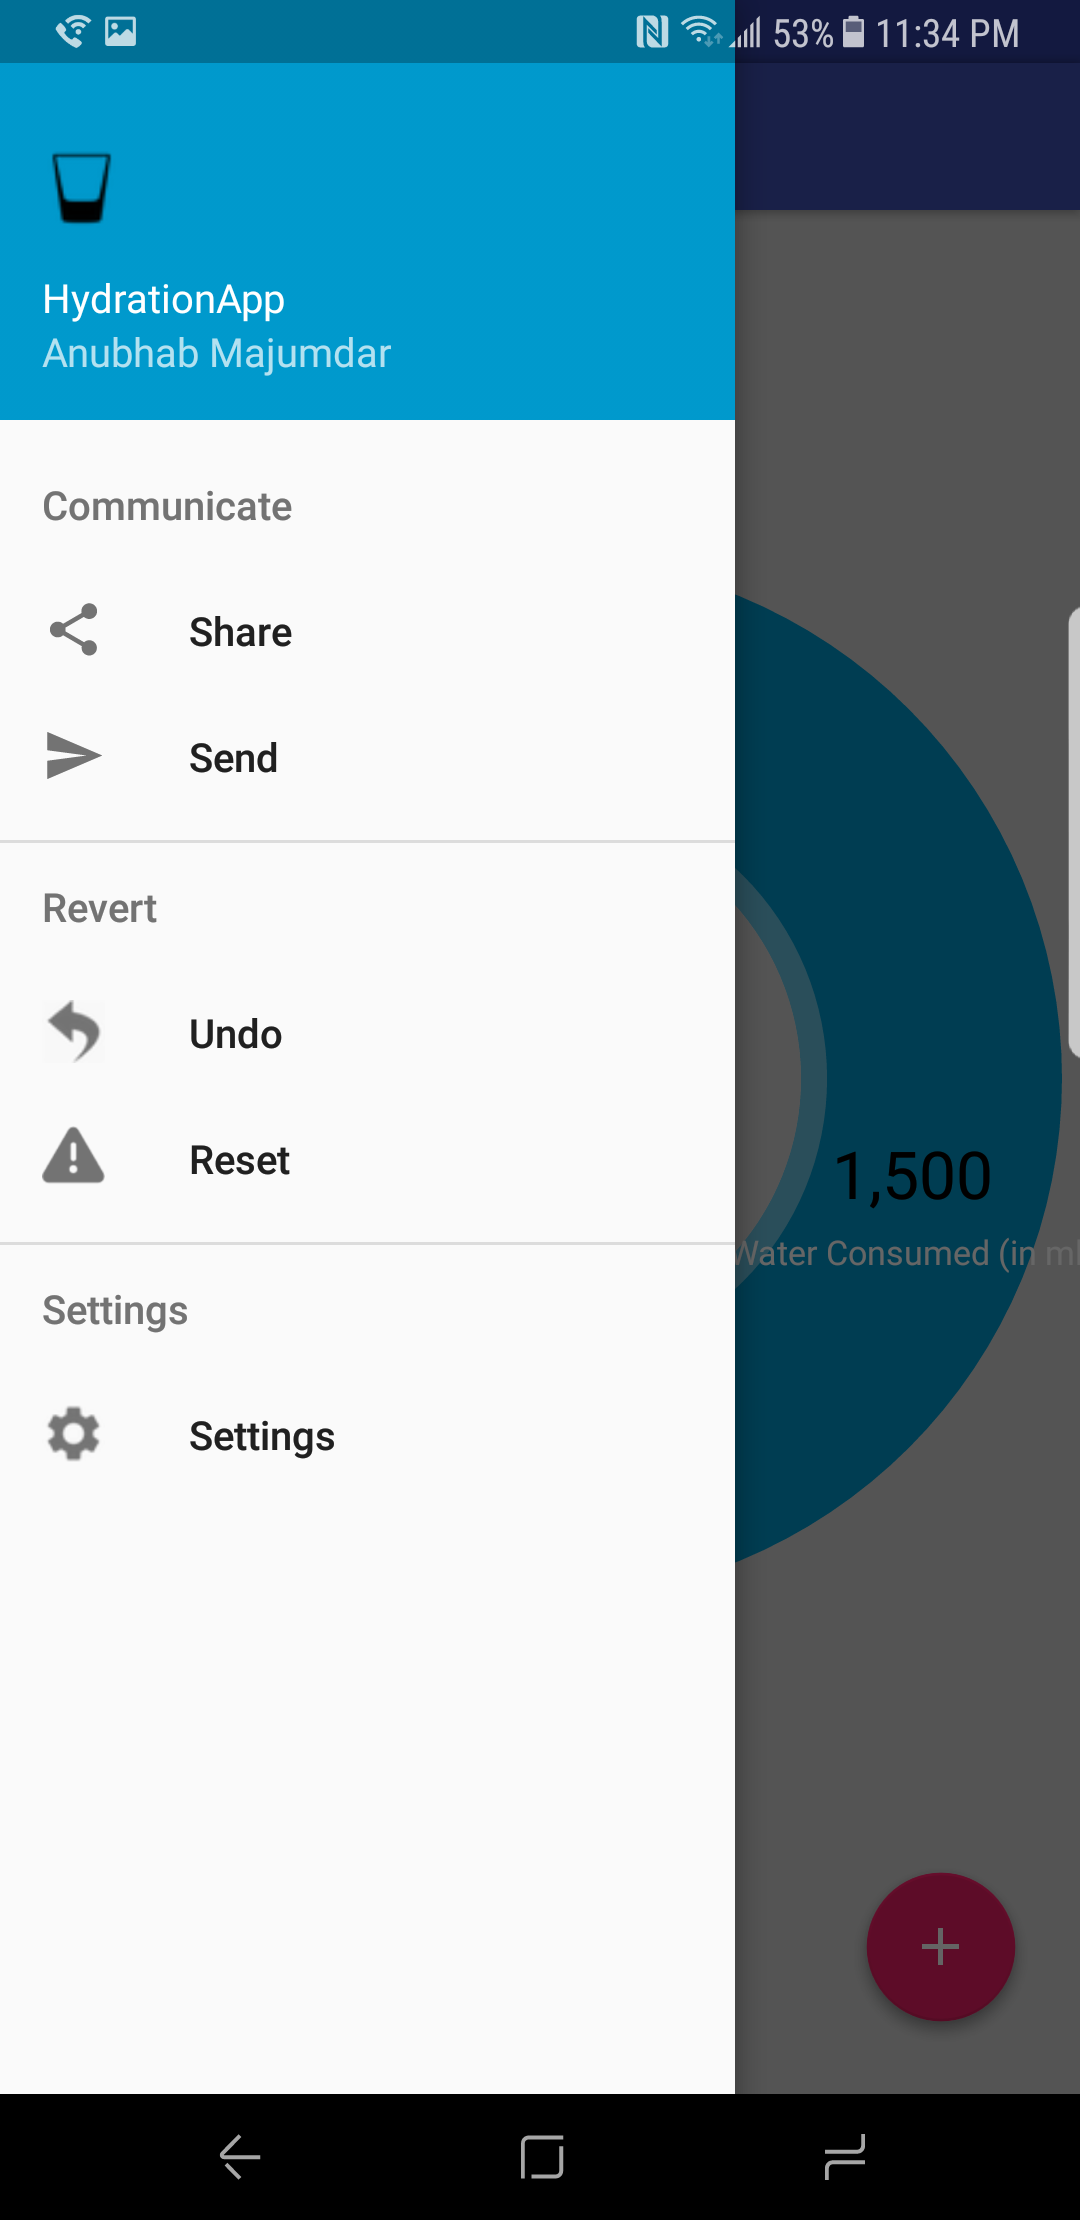 53% 11:34 PM
HydrationApp
Anubhab Majumdar
Communicate
Share
Send
Revert
Undo
Reset
1,500
Water Consumed (in ml
Settings
Settings